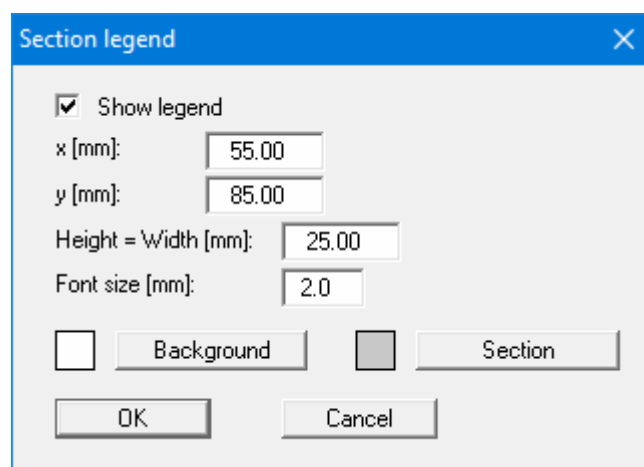 Section legend
Show legend
x [mm]: 55.00
y [mm]: 85.00
Height = Width [mm]: 25.00
Font size [mm]: 2.0
Background Section
OK Cancel